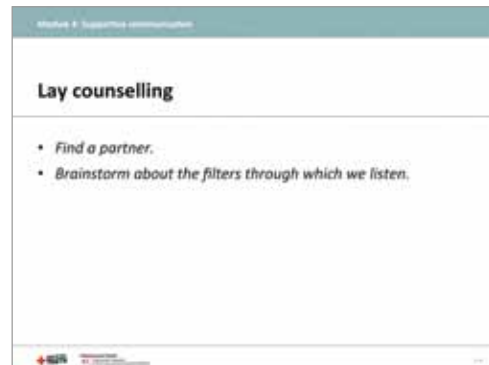 Module 4: Supportive communication
Lay counselling
• Find a partner.
• Brainstorm about the filters through which we listen.